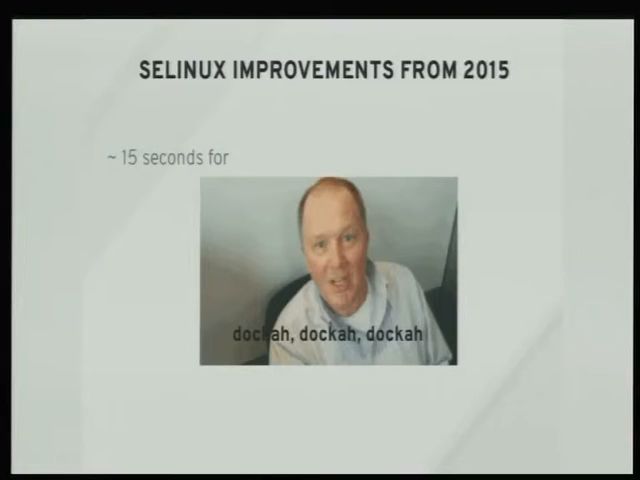 SELINUX IMPROVEMENTS FROM 2015
~ 15 seconds for
dockah, dockah, dockah